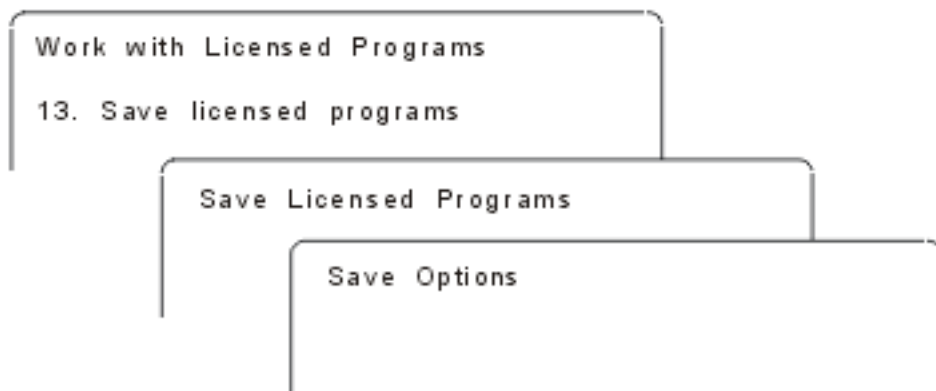 Work with Licensed Programs
13. Save licensed programs
Save Licensed Programs
Save Options